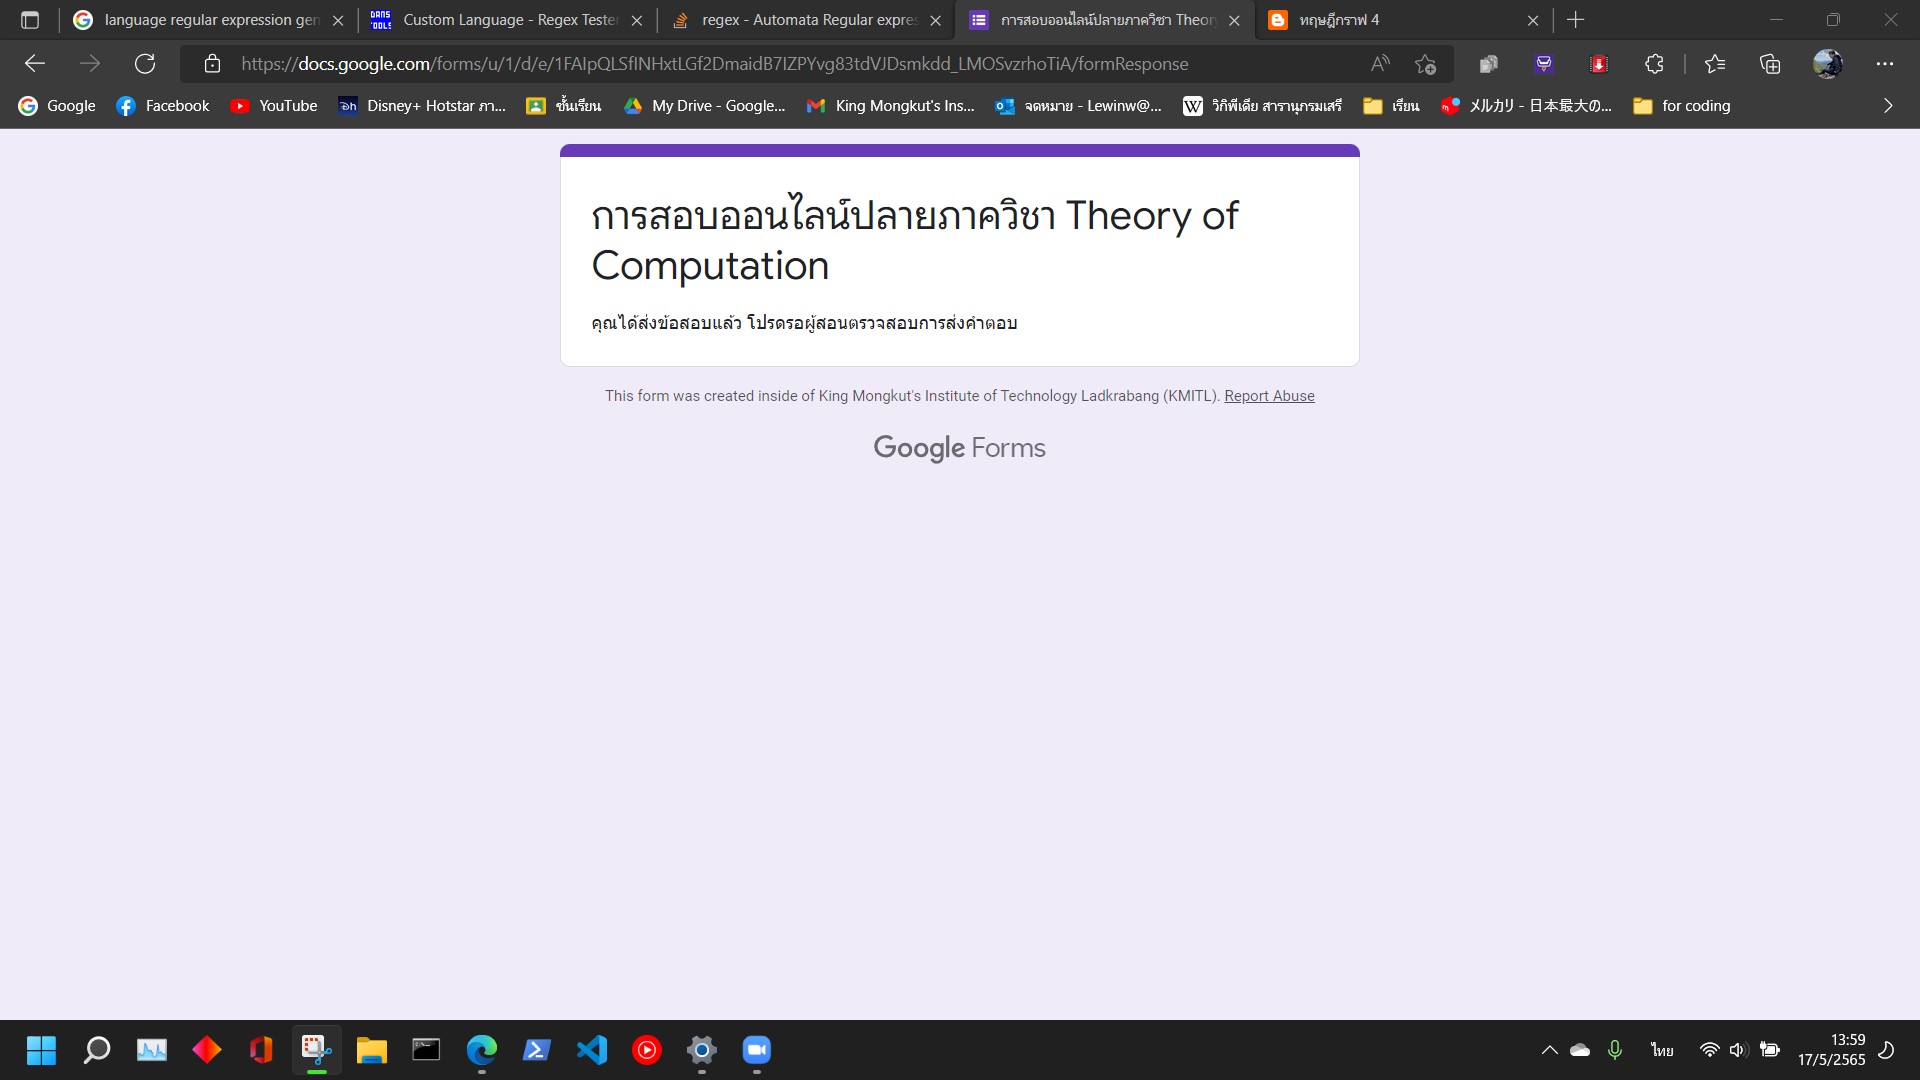 language regular expression gen
Custom Language - Regex Tester
regex - Automata Regular expres
การสอบออนไลน์ปลายภาควิชา Theory
ทฤษฎีกราฟ 4
https://docs.google.com/forms/u/1/d/e/1FAIpQLSfINHxtLGf2DmaidB7IZPYvg83tdVJDsmkdd_LMOSvzrhoTiA/formResponse
Google
Facebook
YouTube
Disney+ Hotstar ภา...
ชั้นเรียน
My Drive - Google...
King Mongkut's Ins...
จดหมาย - Lewinw@...
วิกิพีเดีย สารานุกรมเสรี
เรียน
メルカリ - 日本最大の...
for coding
การสอบออนไลน์ปลายภาควิชา Theory of
Computation
คุณได้ส่งข้อสอบแล้ว โปรดรอผู้สอนตรวจสอบการส่งคำตอบ
This form was created inside of King Mongkut's Institute of Technology Ladkrabang (KMITL). Report Abuse
Google Forms
ไทย
13:59
17/5/2565